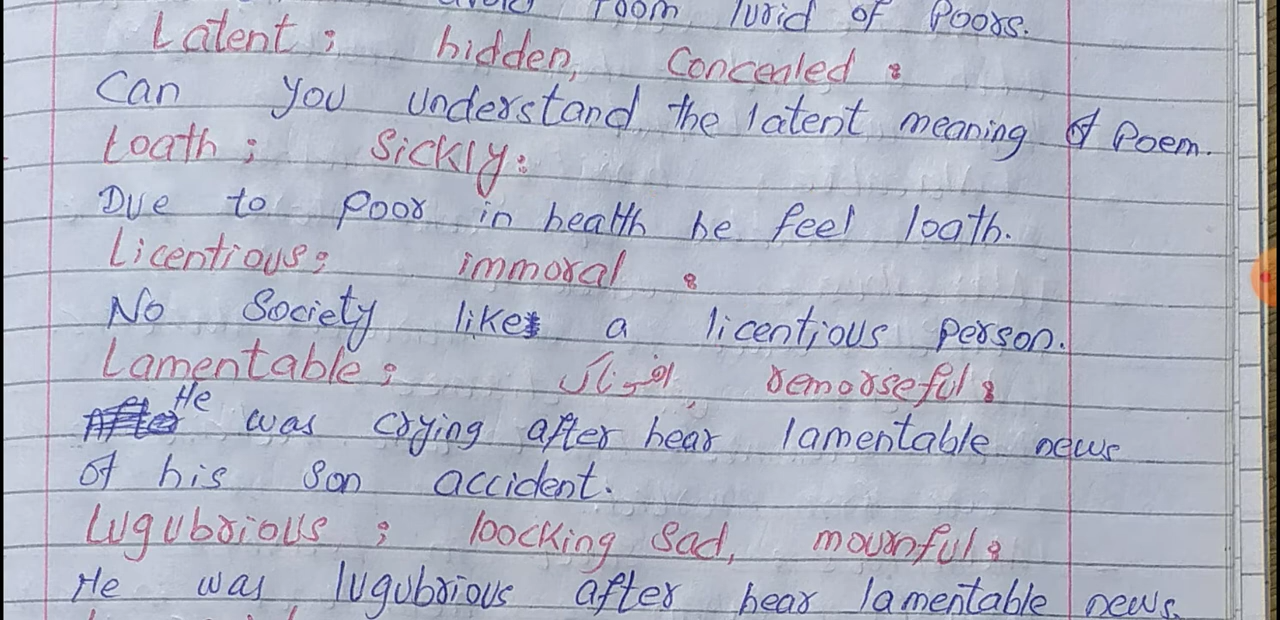 room lurid of Poors.
Latent : hidden, Concealed :
Can you understand the latent meaning of Poem.
Loath : Sickly :
Due to poor in health he feel loath.
Licentious : immoral :
No Society likes a licentious person.
Lamentable : افسوسناک, remorseful :
He was crying after hear lamentable news
of his son accident.
Lugubrious : loocking Sad, mournful :
He was lugubrious after hear lamentable news.